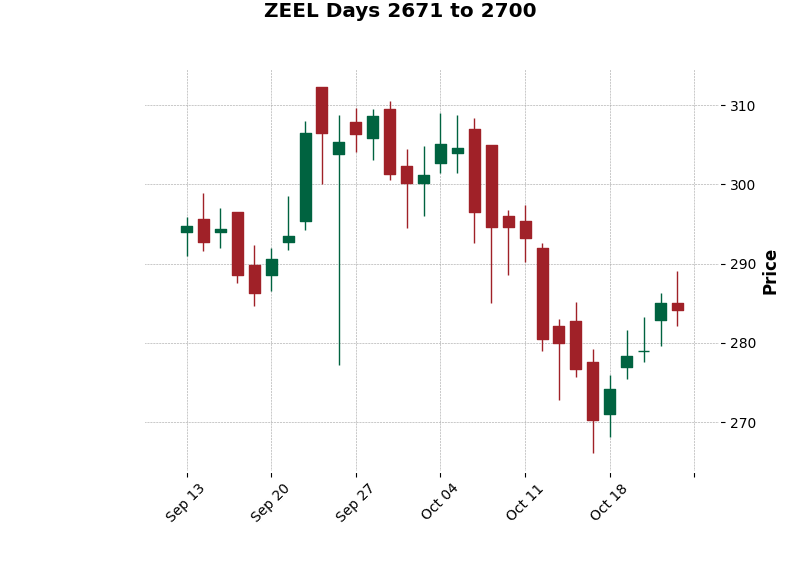 ZEEL Days 2671 to 2700
310
300
290
280
270
Price
Sep 13
Sep 20
Sep 27
Oct 04
Oct 11
Oct 18